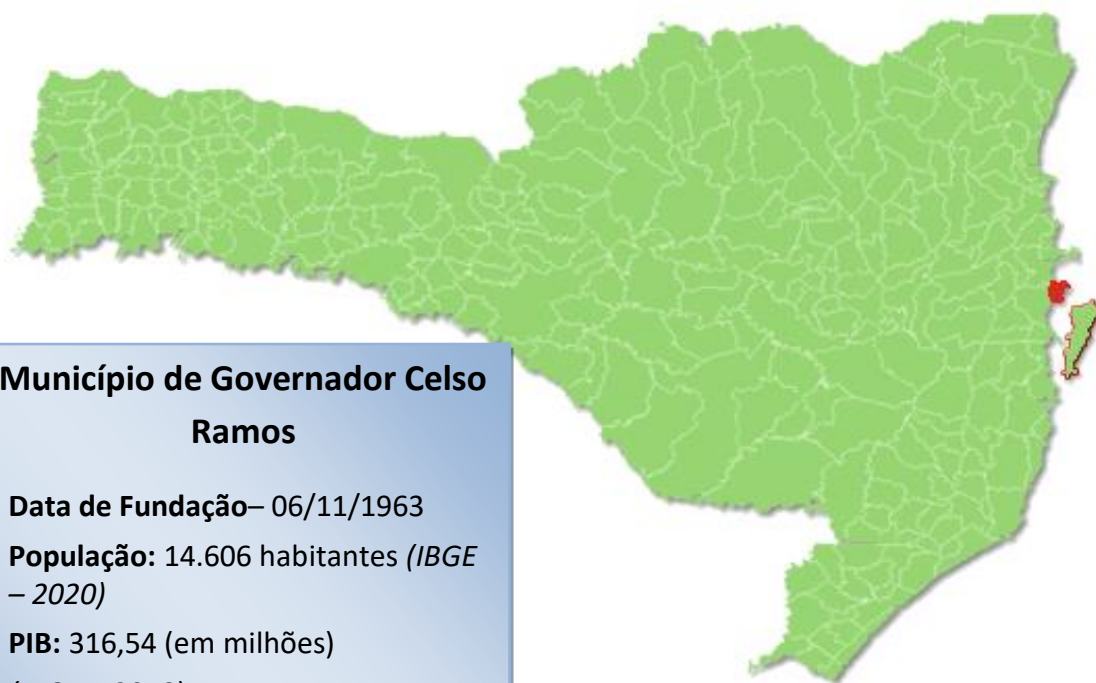 Município de Governador Celso
Ramos
Data de Fundação– 06/11/1963
População: 14.606 habitantes (IBGE
– 2020)
PIB: 316,54 (em milhões)